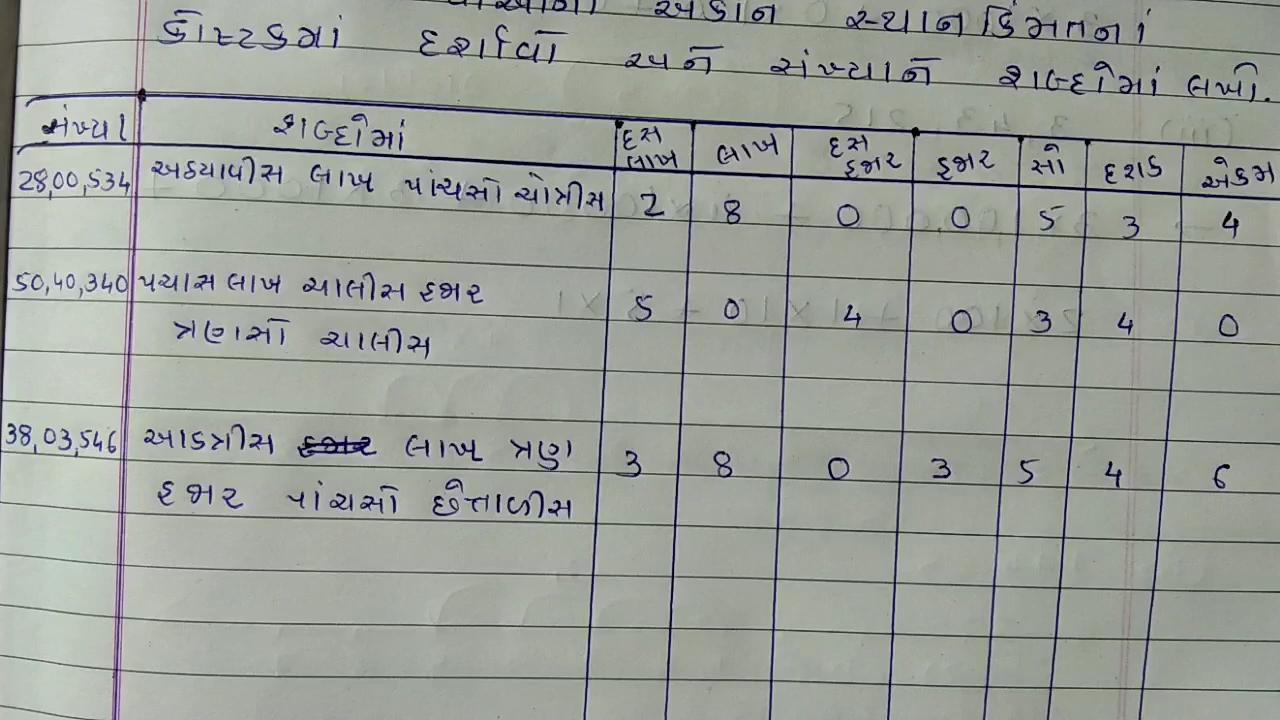 અંકોને સ્થાન કિંમતનાં
કોષ્ટકમાં દર્શાવો અને સંખ્યાને શબ્દોમાં લખો.
સંખ્યા શબ્દોમાં દસ લાખ લાખ દસ હજાર હજાર સો દશક એકમ
28,00,534 અઠ્યાવીસ લાખ પાંચસો ચોત્રીસ 2 8 0 0 5 3 4
50,40,340 પચાસ લાખ ચાલીસ હજાર 5 0 4 0 3 4 0
ત્રણસો ચાલીસ
38,03,546 આડત્રીસ લાખ ત્રણ 3 8 0 3 5 4 6
હજાર પાંચસો છેતાળીસ